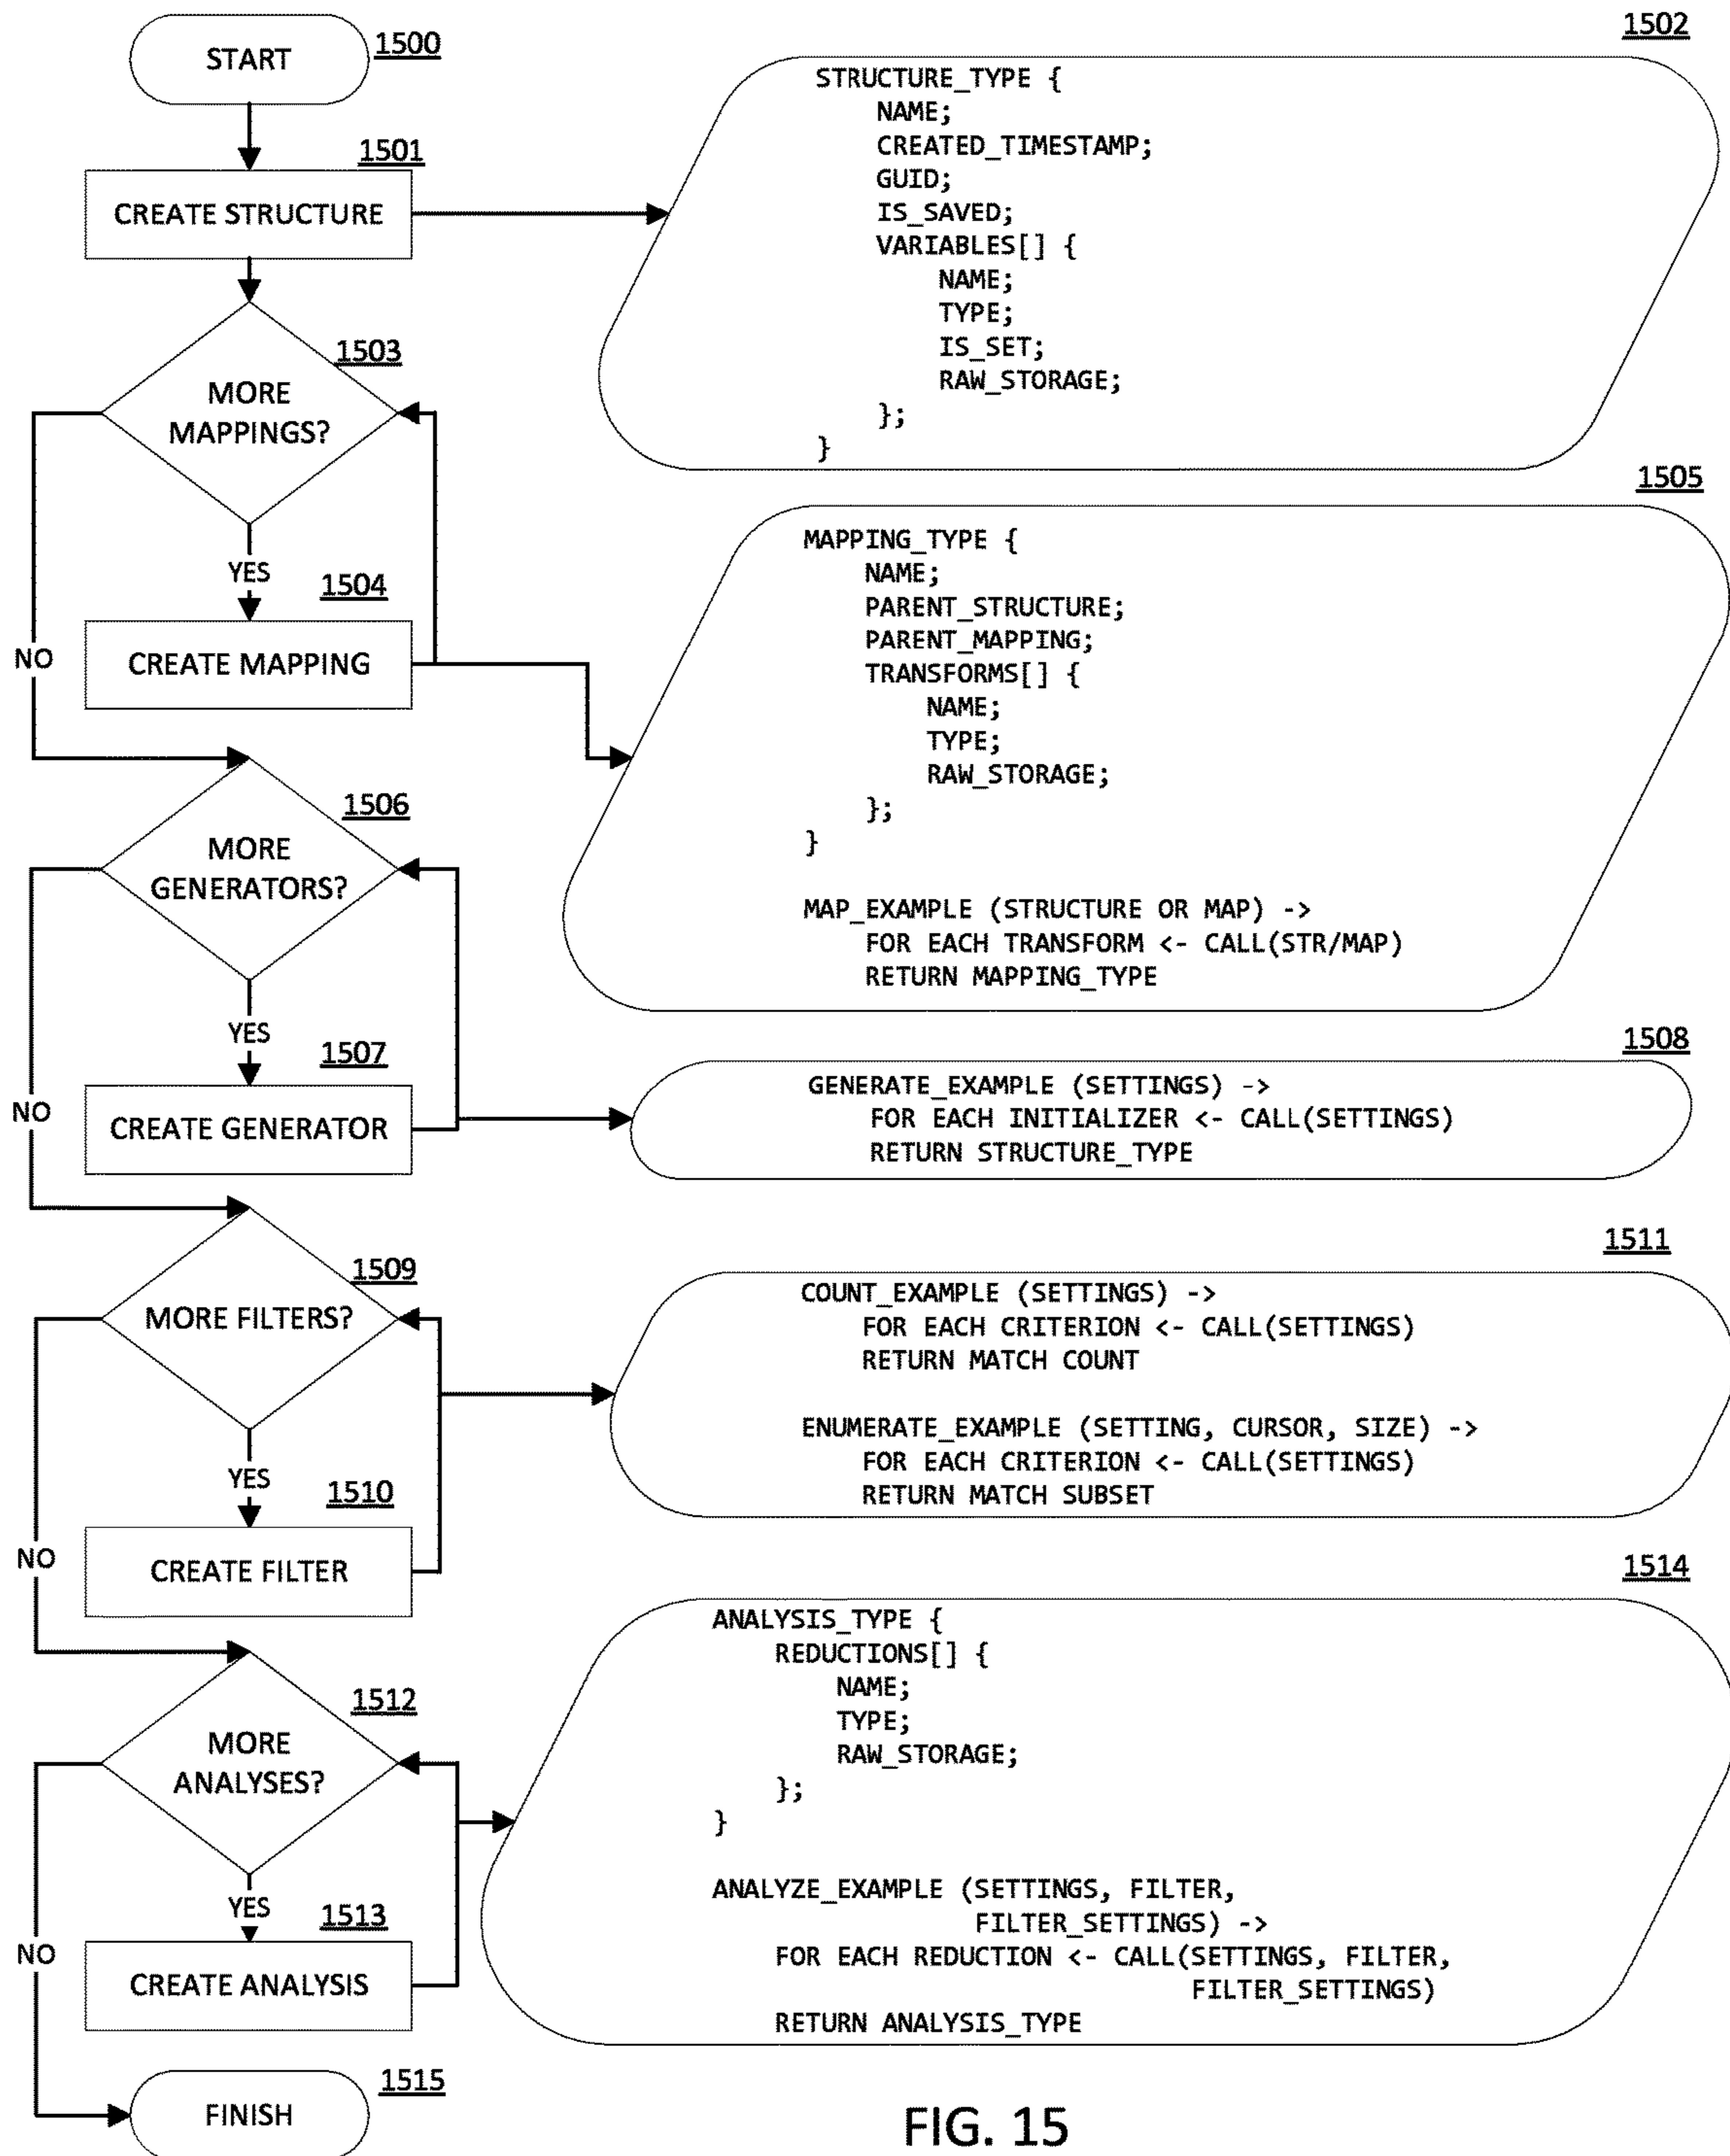 START
1500
1501
CREATE STRUCTURE
1502
STRUCTURE_TYPE {
NAME;
CREATED_TIMESTAMP;
GUID;
IS_SAVED;
VARIABLES[] {
NAME;
TYPE;
IS_SET;
RAW_STORAGE;
};
}
1503
MORE
MAPPINGS?
YES
NO
1504
CREATE MAPPING
1505
MAPPING_TYPE {
NAME;
PARENT_STRUCTURE;
PARENT_MAPPING;
TRANSFORMS[] {
NAME;
TYPE;
RAW_STORAGE;
};
}
MAP_EXAMPLE (STRUCTURE OR MAP) ->
FOR EACH TRANSFORM <- CALL(STR/MAP)
RETURN MAPPING_TYPE
1506
MORE
GENERATORS?
YES
NO
1507
CREATE GENERATOR
1508
GENERATE_EXAMPLE (SETTINGS) ->
FOR EACH INITIALIZER <- CALL(SETTINGS)
RETURN STRUCTURE_TYPE
1509
MORE FILTERS?
YES
NO
1510
CREATE FILTER
1511
COUNT_EXAMPLE (SETTINGS) ->
FOR EACH CRITERION <- CALL(SETTINGS)
RETURN MATCH COUNT
ENUMERATE_EXAMPLE (SETTING, CURSOR, SIZE) ->
FOR EACH CRITERION <- CALL(SETTINGS)
RETURN MATCH SUBSET
1512
MORE
ANALYSES?
YES
NO
1513
CREATE ANALYSIS
1514
ANALYSIS_TYPE {
REDUCTIONS[] {
NAME;
TYPE;
RAW_STORAGE;
};
}
ANALYZE_EXAMPLE (SETTINGS, FILTER,
FILTER_SETTINGS) ->
FOR EACH REDUCTION <- CALL(SETTINGS, FILTER,
FILTER_SETTINGS)
RETURN ANALYSIS_TYPE
1515
FINISH
FIG. 15